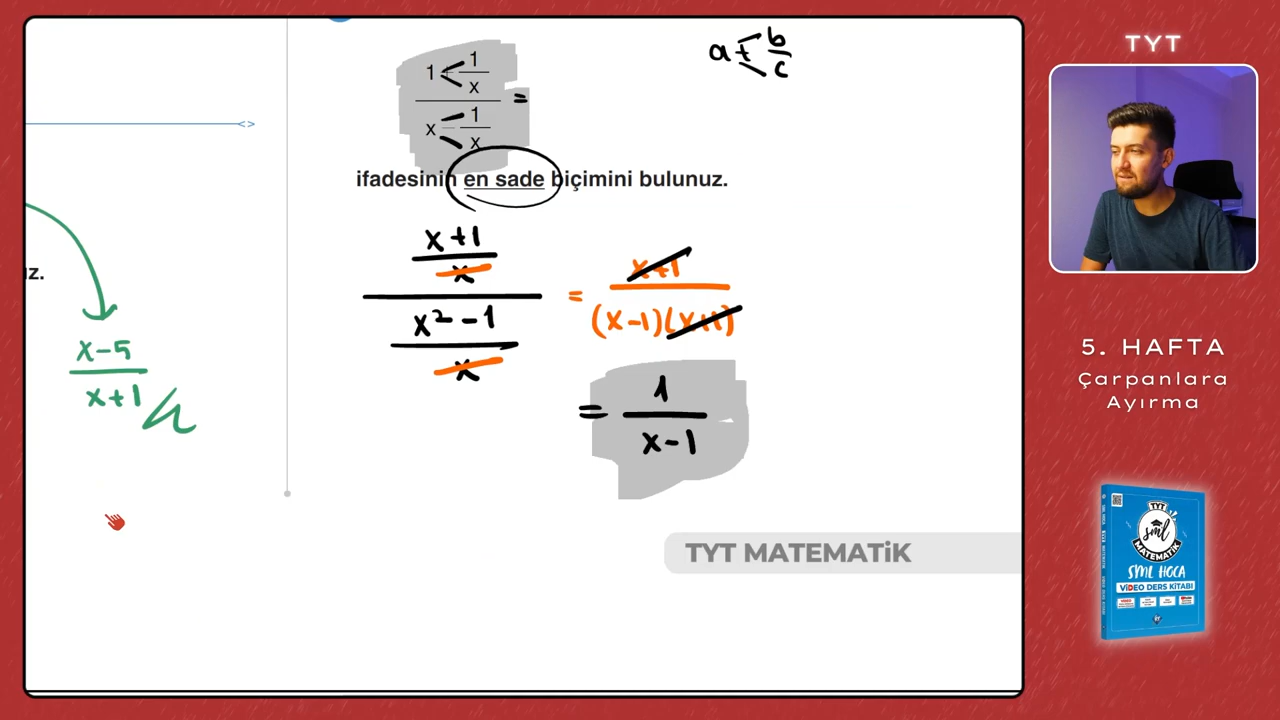 a + b/c
1 + 1/x
x - 1/x
=
ifadesinin en sade biçimini bulunuz.
ız.
x+1
x
x² - 1
x
= x+1
(x-1)(x+1)
= 1
x-1
x-5
x+1
TYT MATEMATİK
TYT
5. HAFTA
Çarpanlara
Ayırma
TYT
sml
MATEMATİK
SML HOCA
VİDEO DERS KİTABI